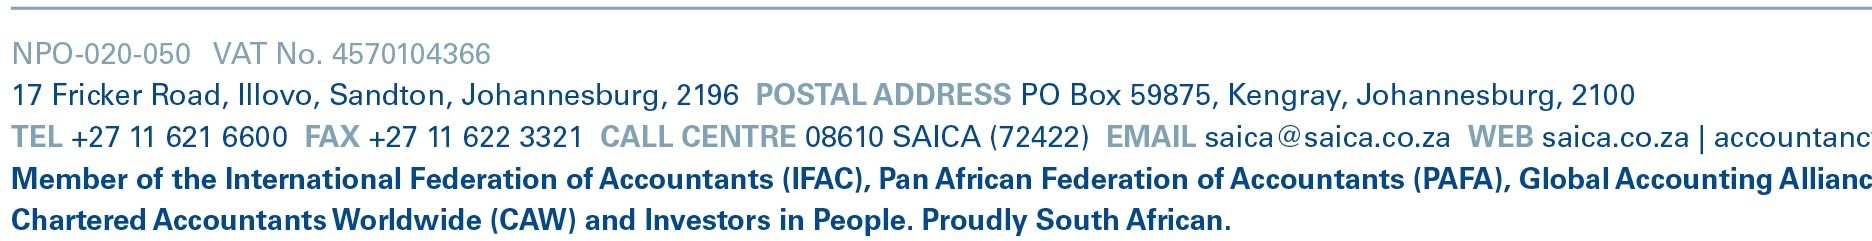 NPO-020-050 VAT No. 4570104366
17 Fricker Road, Illovo, Sandton, Johannesburg, 2196 POSTAL ADDRESS PO Box 59875, Kengray, Johannesburg, 2100
TEL +27 11 621 6600 FAX +27 11 622 3321 CALL CENTRE 08610 SAICA (72422) EMAIL saica@saica.co.za WEB saica.co.za |
Member of the International Federation of Accountants (IFAC), Pan African Federation of Accountants (PAFA), Global Accounting
Chartered Accountants Worldwide (CAW) and Investors in People. Proudly South African.